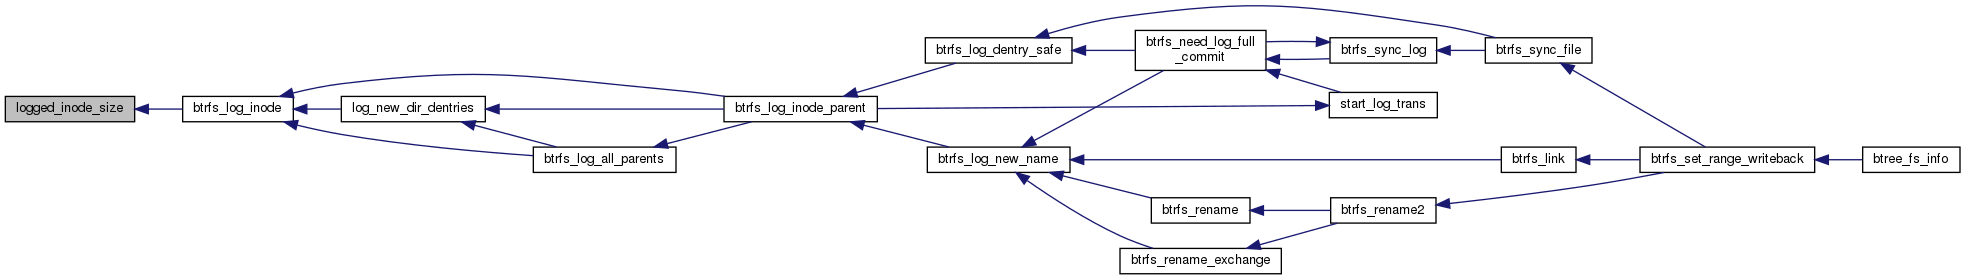 logged_inode_size
btrfs_log_inode
log_new_dir_dentries
btrfs_log_all_parents
btrfs_log_inode_parent
btrfs_log_dentry_safe
btrfs_log_new_name
btrfs_need_log_full
_commit
btrfs_rename
btrfs_rename_exchange
btrfs_sync_log
start_log_trans
btrfs_rename2
btrfs_sync_file
btrfs_link
btrfs_set_range_writeback
btree_fs_info